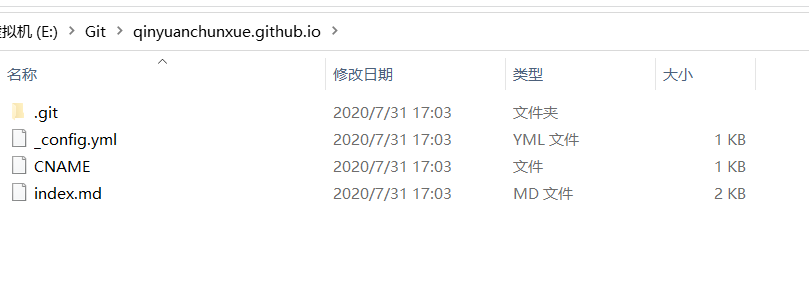 拟机 (E:) > Git > qinyuanchunxue.github.io >
名称 修改日期 类型 大小
.git 2020/7/31 17:03 文件夹
_config.yml 2020/7/31 17:03 YML 文件 1 KB
CNAME 2020/7/31 17:03 文件 1 KB
index.md 2020/7/31 17:03 MD 文件 2 KB